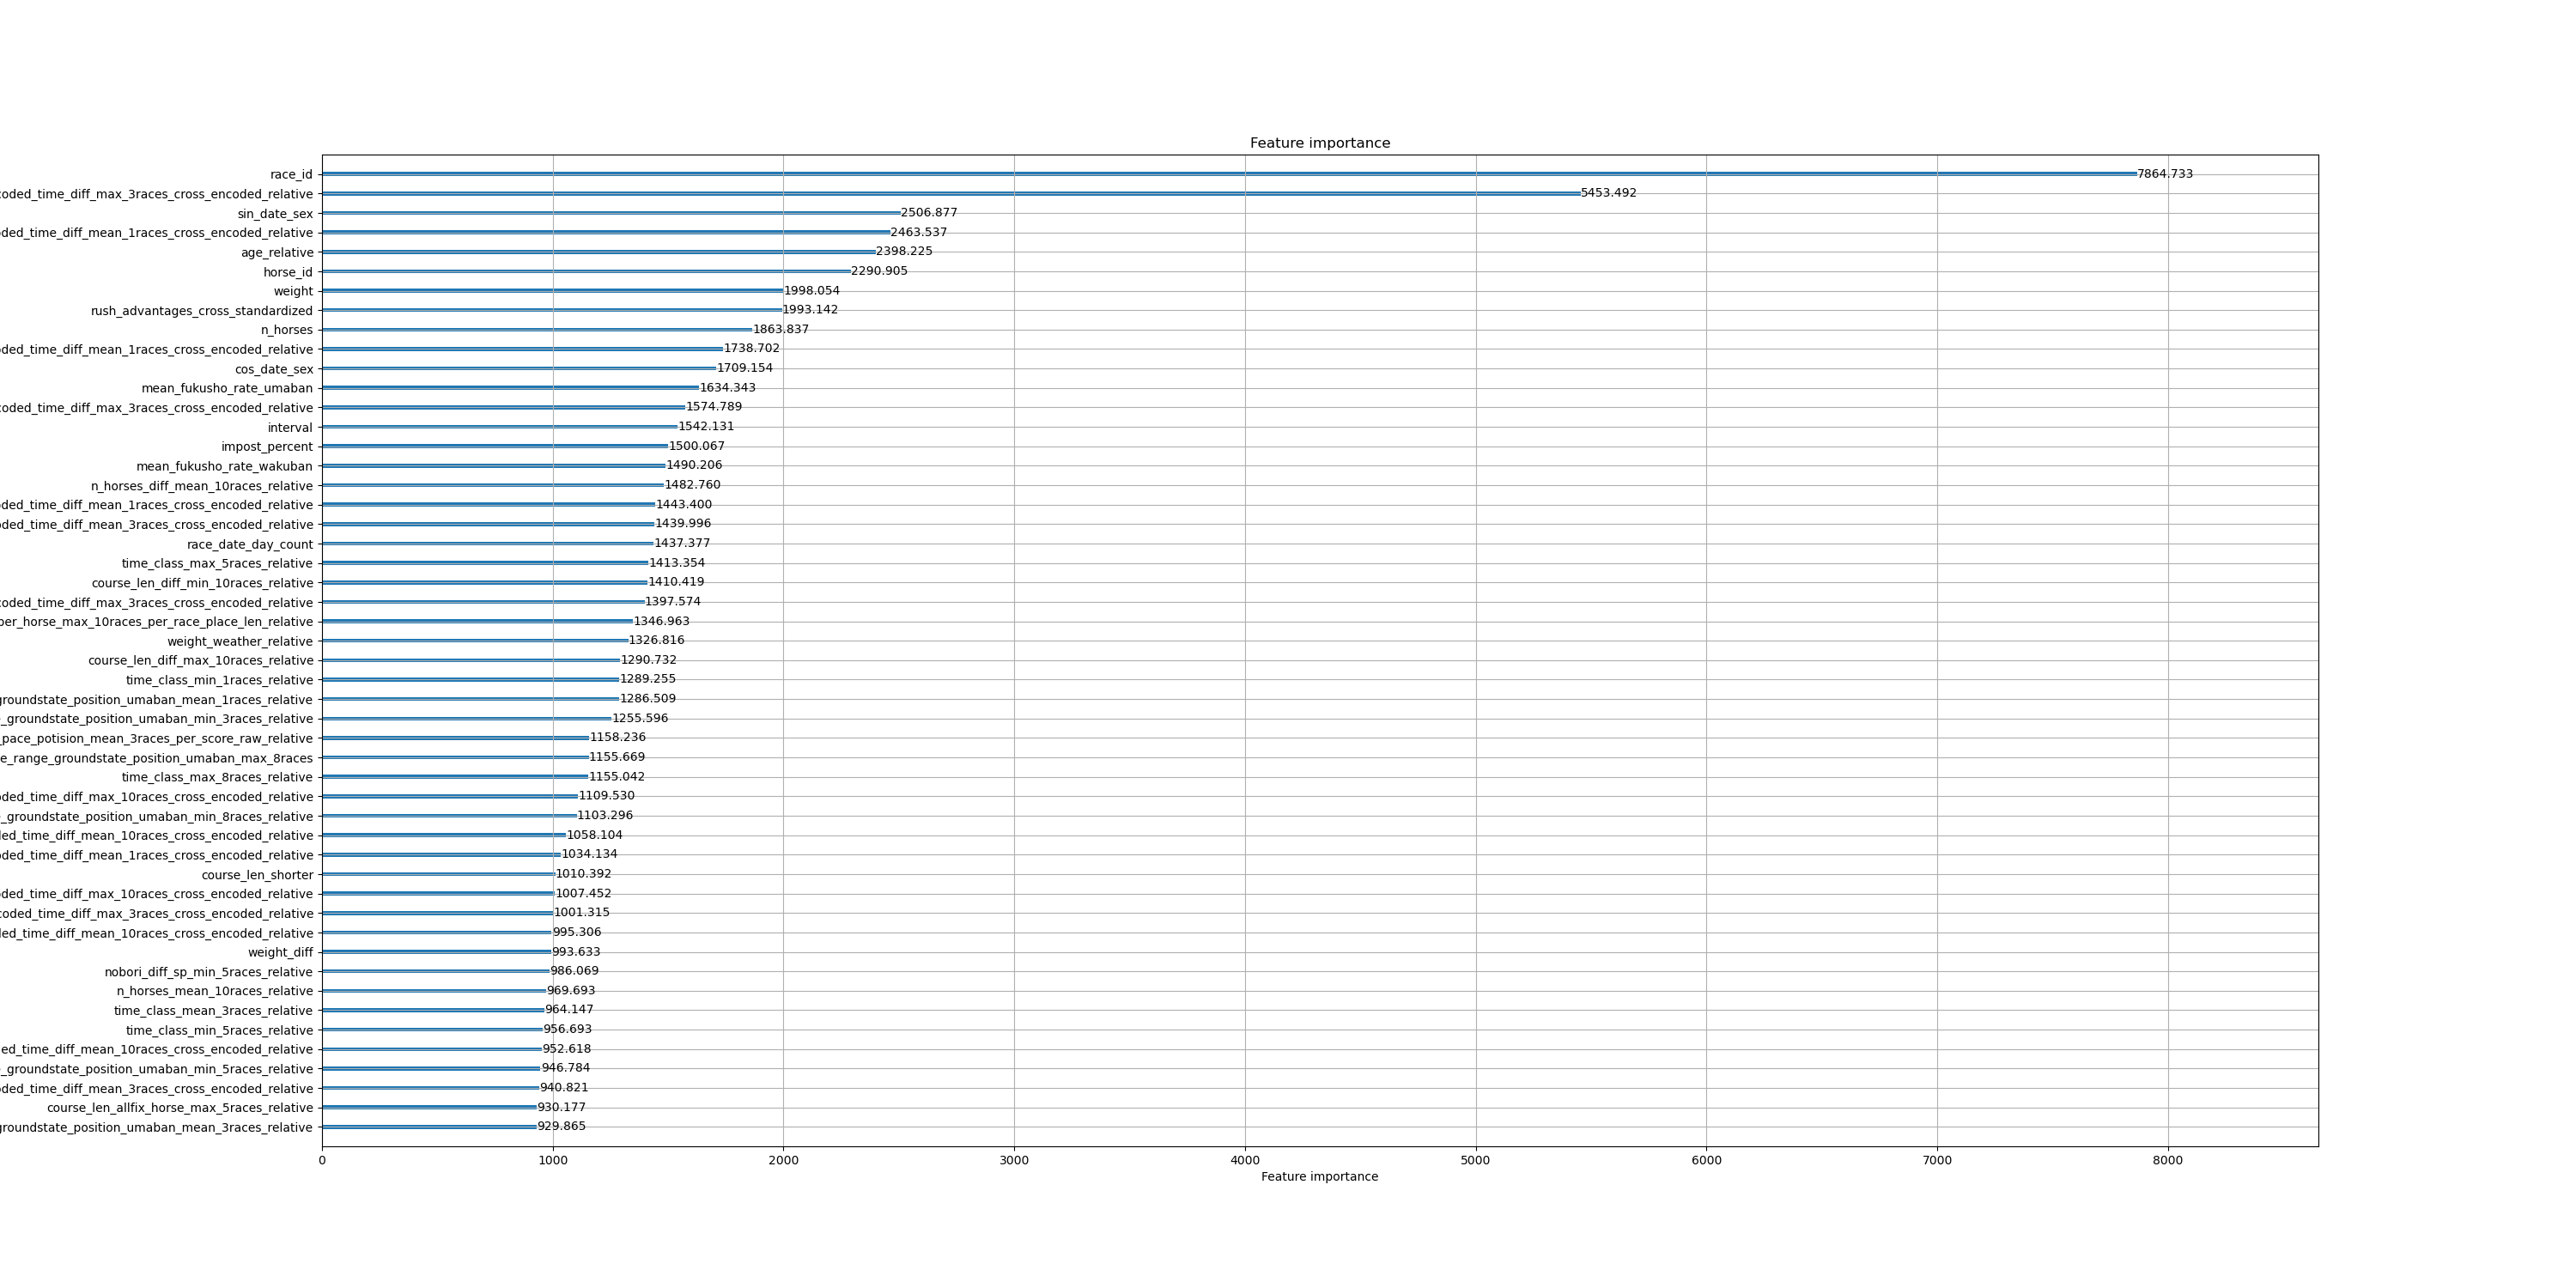 Feature importance
race_id 7864.733
coded_time_diff_max_3races_cross_encoded_relative 5453.492
sin_date_sex 2506.877
ded_time_diff_mean_1races_cross_encoded_relative 2463.537
age_relative 2398.225
horse_id 2290.905
weight 1998.054
rush_advantages_cross_standardized 1993.142
n_horses 1863.837
ded_time_diff_mean_1races_cross_encoded_relative 1738.702
cos_date_sex 1709.154
mean_fukusho_rate_umaban 1634.343
coded_time_diff_max_3races_cross_encoded_relative 1574.789
interval 1542.131
impost_percent 1500.067
mean_fukusho_rate_wakuban 1490.206
n_horses_diff_mean_10races_relative 1482.760
ded_time_diff_mean_1races_cross_encoded_relative 1443.400
ded_time_diff_mean_3races_cross_encoded_relative 1439.996
race_date_day_count 1437.377
time_class_max_5races_relative 1413.354
course_len_diff_min_10races_relative 1410.419
coded_time_diff_max_3races_cross_encoded_relative 1397.574
per_horse_max_10races_per_race_place_len_relative 1346.963
weight_weather_relative 1326.816
course_len_diff_max_10races_relative 1290.732
time_class_min_1races_relative 1289.255
groundstate_position_umaban_mean_1races_relative 1286.509
_groundstate_position_umaban_min_3races_relative 1255.596
_pace_potision_mean_3races_per_score_raw_relative 1158.236
e_range_groundstate_position_umaban_max_8races 1155.669
time_class_max_8races_relative 1155.042
ded_time_diff_max_10races_cross_encoded_relative 1109.530
_groundstate_position_umaban_min_8races_relative 1103.296
led_time_diff_mean_10races_cross_encoded_relative 1058.104
ded_time_diff_mean_1races_cross_encoded_relative 1034.134
course_len_shorter 1010.392
ded_time_diff_max_10races_cross_encoded_relative 1007.452
coded_time_diff_max_3races_cross_encoded_relative 1001.315
led_time_diff_mean_10races_cross_encoded_relative 995.306
weight_diff 993.633
nobori_diff_sp_min_5races_relative 986.069
n_horses_mean_10races_relative 969.693
time_class_mean_3races_relative 964.147
time_class_min_5races_relative 956.693
ed_time_diff_mean_10races_cross_encoded_relative 952.618
_groundstate_position_umaban_min_5races_relative 946.784
ded_time_diff_mean_3races_cross_encoded_relative 940.821
course_len_allfix_horse_max_5races_relative 930.177
groundstate_position_umaban_mean_3races_relative 929.865
0 1000 2000 3000 4000 5000 6000 7000 8000
Feature importance